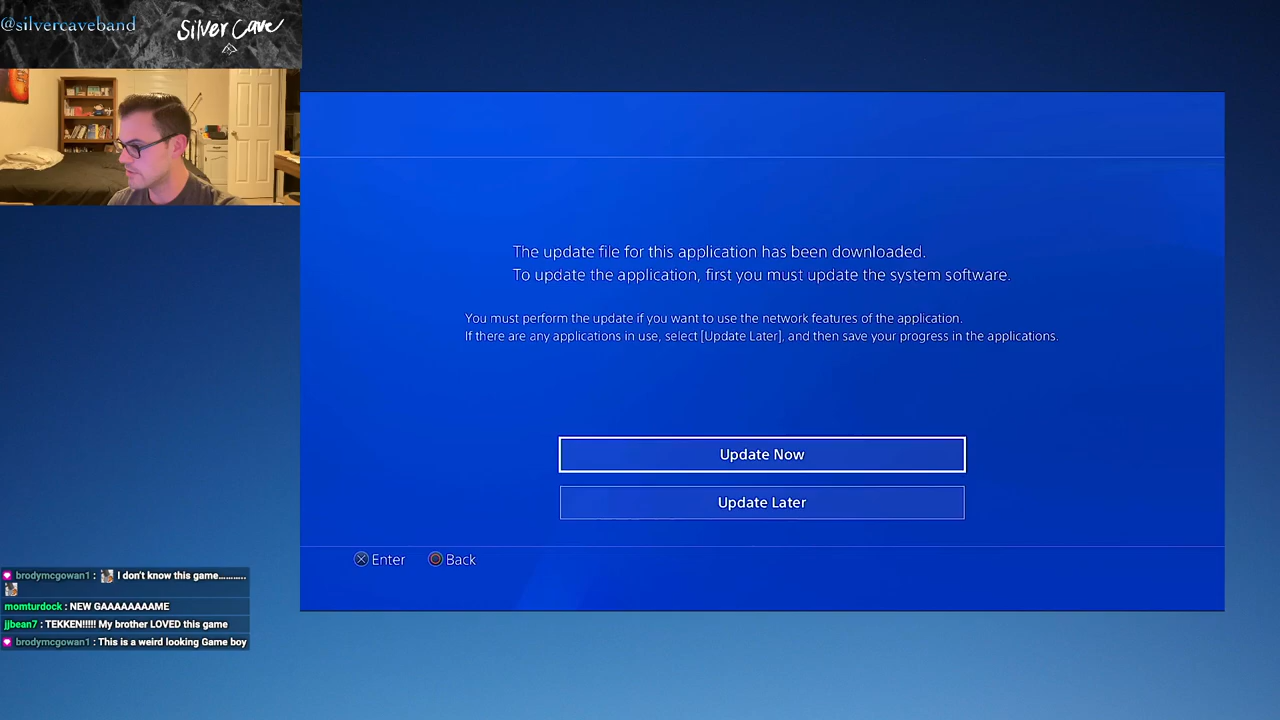 @silvercaveband
Silver Cave
The update file for this application has been downloaded.
To update the application, first you must update the system software.
You must perform the update if you want to use the network features of the application.
If there are any applications in use, select [Update Later], and then save your progress in the applications.
Update Now
Update Later
Enter
Back
brodymcgowan1 : I don't know this game...........
momturdock : NEW GAAAAAAAAME
jjbean7 : TEKKEN!!!!! My brother LOVED this game
brodymcgowan1 : This is a weird looking Game boy